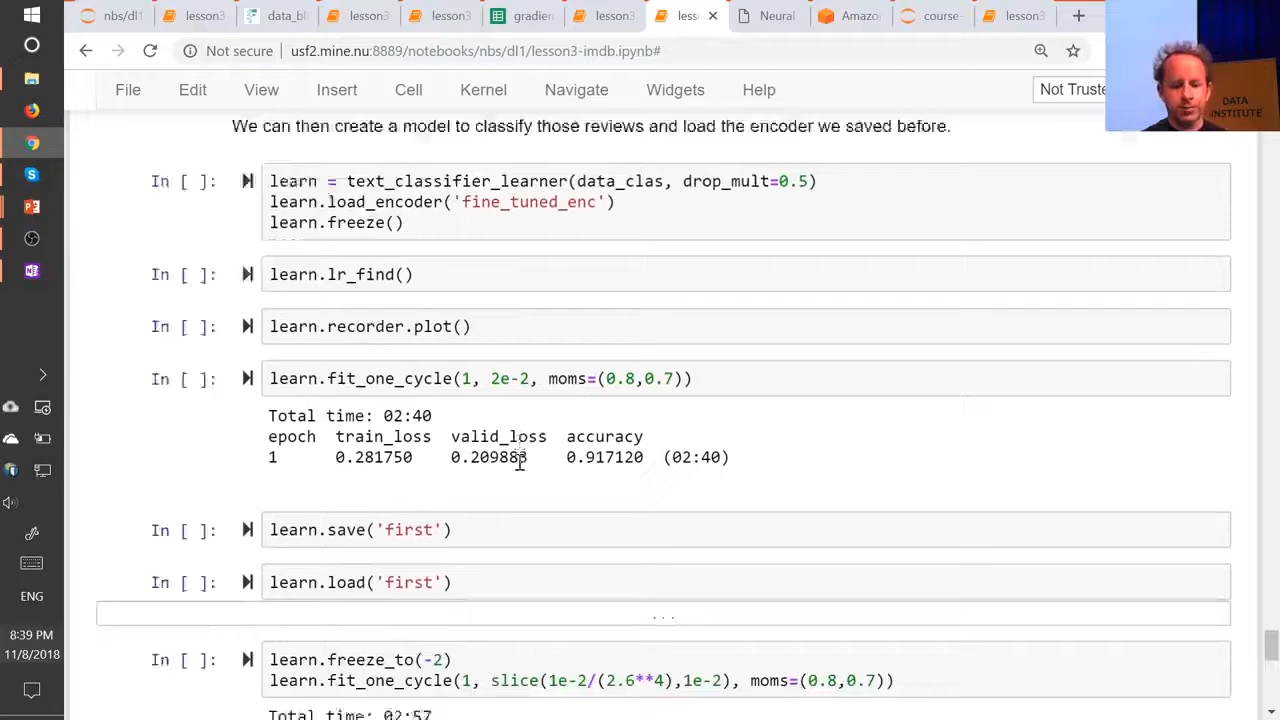 nbs/dl1
lesson3
data_bl
lesson3
lesson3
gradien
lesson3
less
Neural
Amazo
course-
lesson3
Not secure
usf2.mine.nu:8889/notebooks/nbs/dl1/lesson3-imdb.ipynb#
File Edit View Insert Cell Kernel Navigate Widgets Help
Not Truste
DATA
INSTITUTE
We can then create a model to classify those reviews and load the encoder we saved before.
In [ ]: learn = text_classifier_learner(data_clas, drop_mult=0.5)
learn.load_encoder('fine_tuned_enc')
learn.freeze()
In [ ]: learn.lr_find()
In [ ]: learn.recorder.plot()
In [ ]: learn.fit_one_cycle(1, 2e-2, moms=(0.8,0.7))
Total time: 02:40
epoch train_loss valid_loss accuracy
1 0.281750 0.209883 0.917120 (02:40)
In [ ]: learn.save('first')
In [ ]: learn.load('first')
...
In [ ]: learn.freeze_to(-2)
learn.fit_one_cycle(1, slice(1e-2/(2.6**4),1e-2), moms=(0.8,0.7))
Total time: 02:57
ENG
8:39 PM
11/8/2018